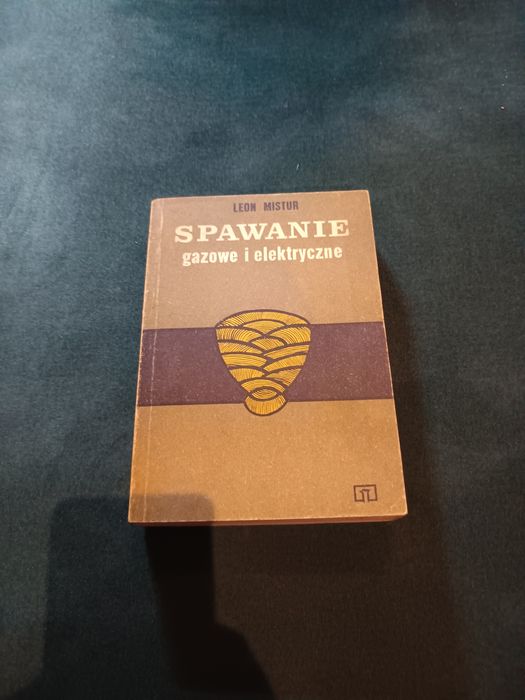 LEON MISTUR
SPAWANIE
gazowe i elektryczne